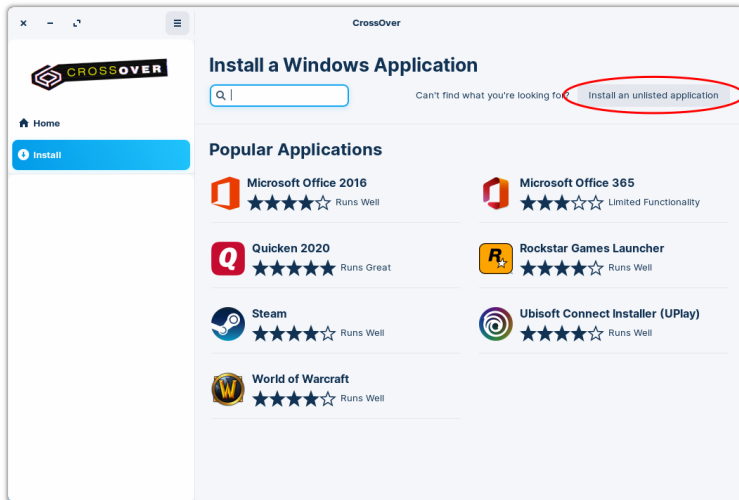 CrossOver
CROSSOVER
Home
Install
Install a Windows Application
Can't find what you're looking for?
Install an unlisted application
Popular Applications
Microsoft Office 2016
Runs Well
Microsoft Office 365
Limited Functionality
Quicken 2020
Runs Great
Rockstar Games Launcher
Runs Well
Steam
Runs Well
Ubisoft Connect Installer (UPlay)
Runs Well
World of Warcraft
Runs Well